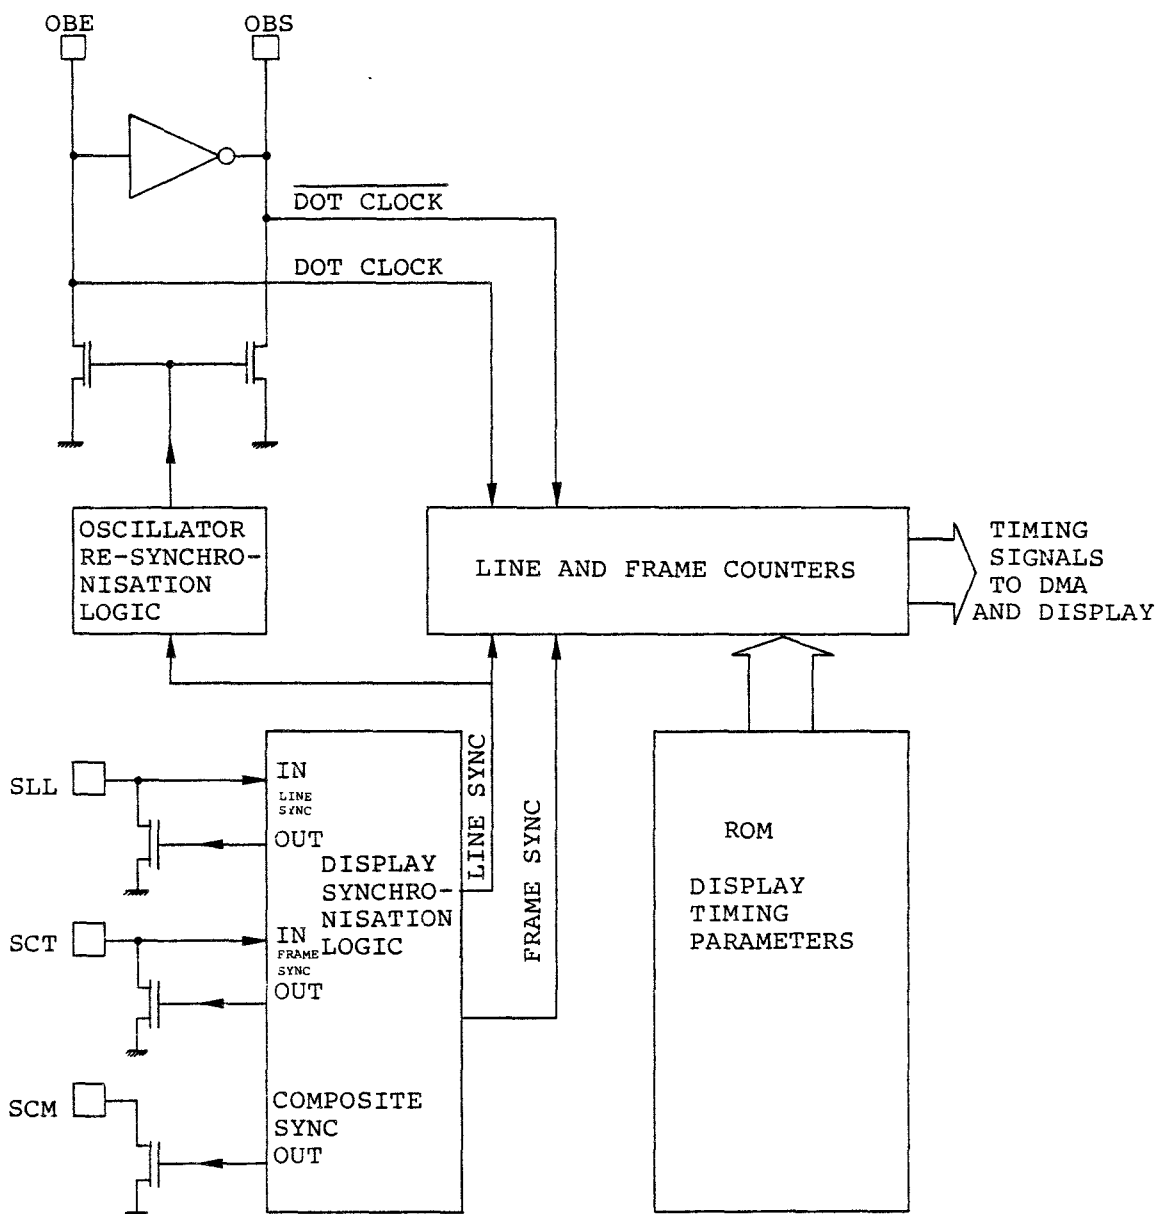 OBE
OBS
DOT CLOCK
DOT CLOCK
OSCILLATOR
RE-SYNCHRO-
NISATION
LOGIC
LINE AND FRAME COUNTERS
TIMING
SIGNALS
TO DMA
AND DISPLAY
SLL
IN
LINE
SYNC
OUT
DISPLAY
SYNCHRO-
NISATION
LOGIC
LINE SYNC
FRAME SYNC
SCT
IN
FRAME
SYNC
OUT
SCM
COMPOSITE
SYNC
OUT
ROM
DISPLAY
TIMING
PARAMETERS